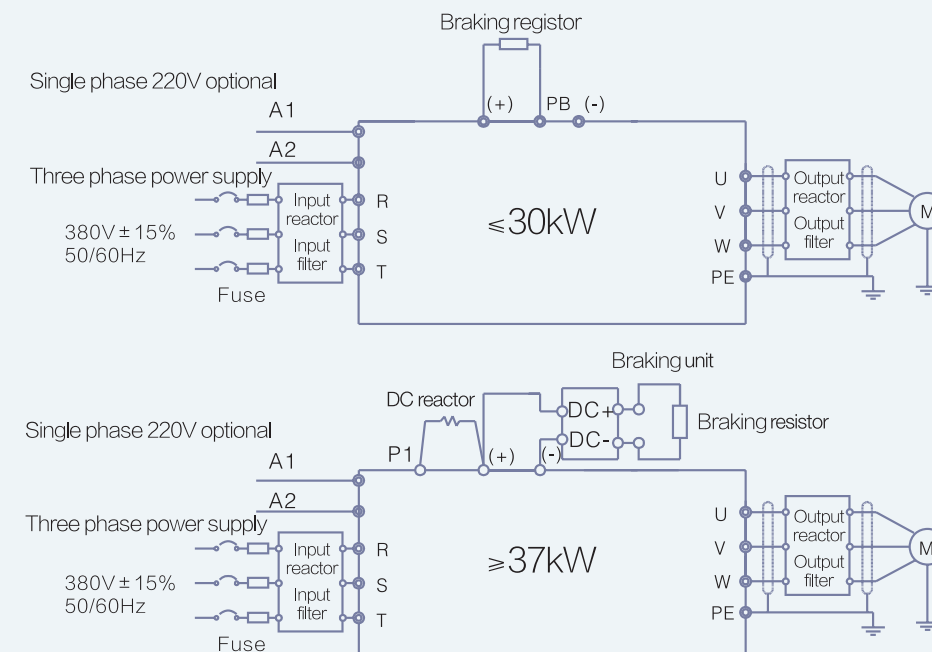 Braking registor
Single phase 220V optional
(+) PB (-)
A1
A2
Three phase power supply
R
S
T
Input
reactor
Input
filter
380V ± 15%
50/60Hz
Fuse
≤30kW
U
V
W
PE
Output
reactor
Output
filter
M
Braking unit
DC reactor
DC+
DC-
Braking resistor
Single phase 220V optional
P1 (+) (-)
A1
A2
Three phase power supply
R
S
T
Input
reactor
Input
filter
380V ± 15%
50/60Hz
Fuse
≥37kW
U
V
W
PE
Output
reactor
Output
filter
M